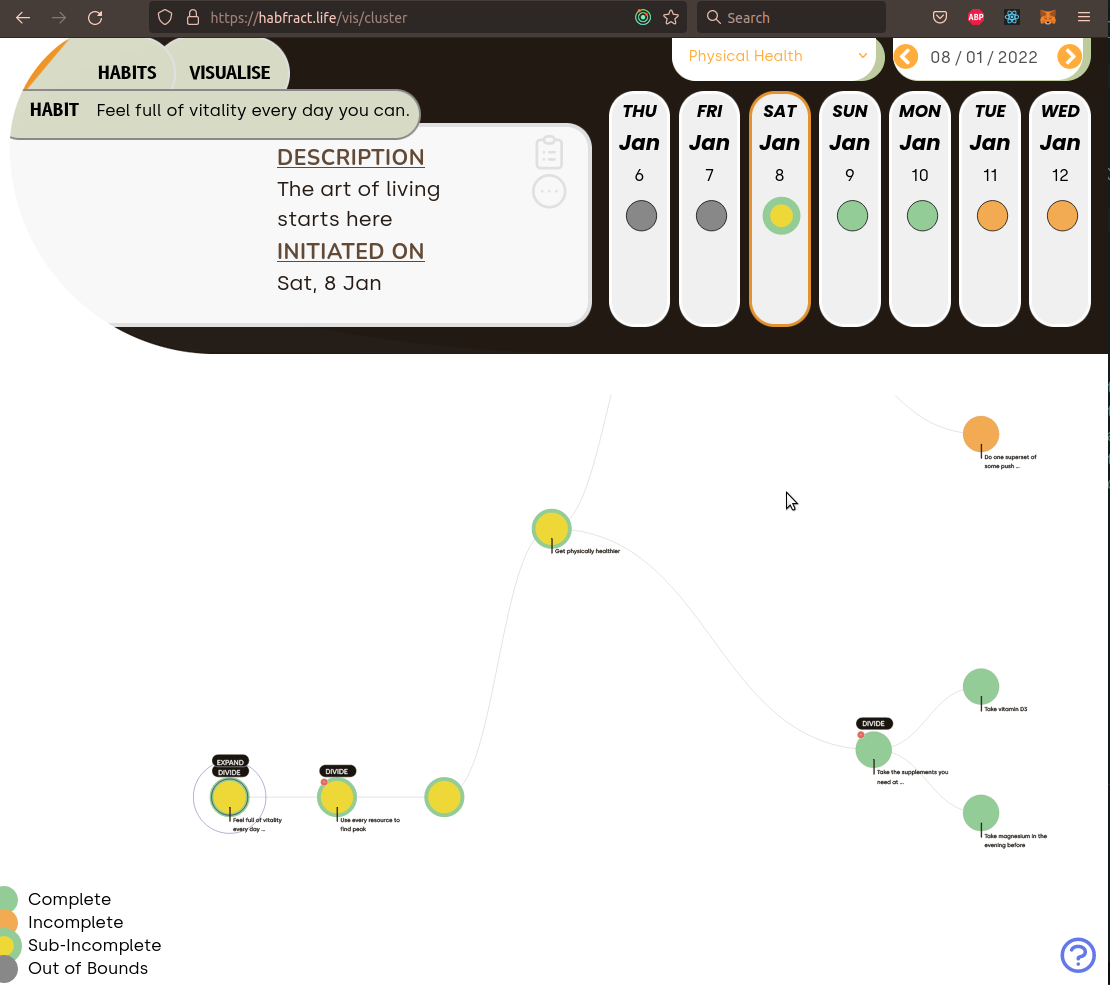 https://habfract.life/vis/cluster
Search
ABP
HABITS
VISUALISE
Physical Health
08 / 01 / 2022
HABIT Feel full of vitality every day you can.
DESCRIPTION
The art of living
starts here
INITIATED ON
Sat, 8 Jan
THU FRI SAT SUN MON TUE WED
Jan Jan Jan Jan Jan Jan Jan
6 7 8 9 10 11 12
Do one superset of
some push ...
Get physically healthier
Take vitamin D3
DIVIDE
Take the supplements you
need at ...
EXPAND
DIVIDE
Feel full of vitality
every day ...
DIVIDE
Use every resource to
find peak
Take magnesium in the
evening before
Complete
Incomplete
Sub-Incomplete
Out of Bounds
?